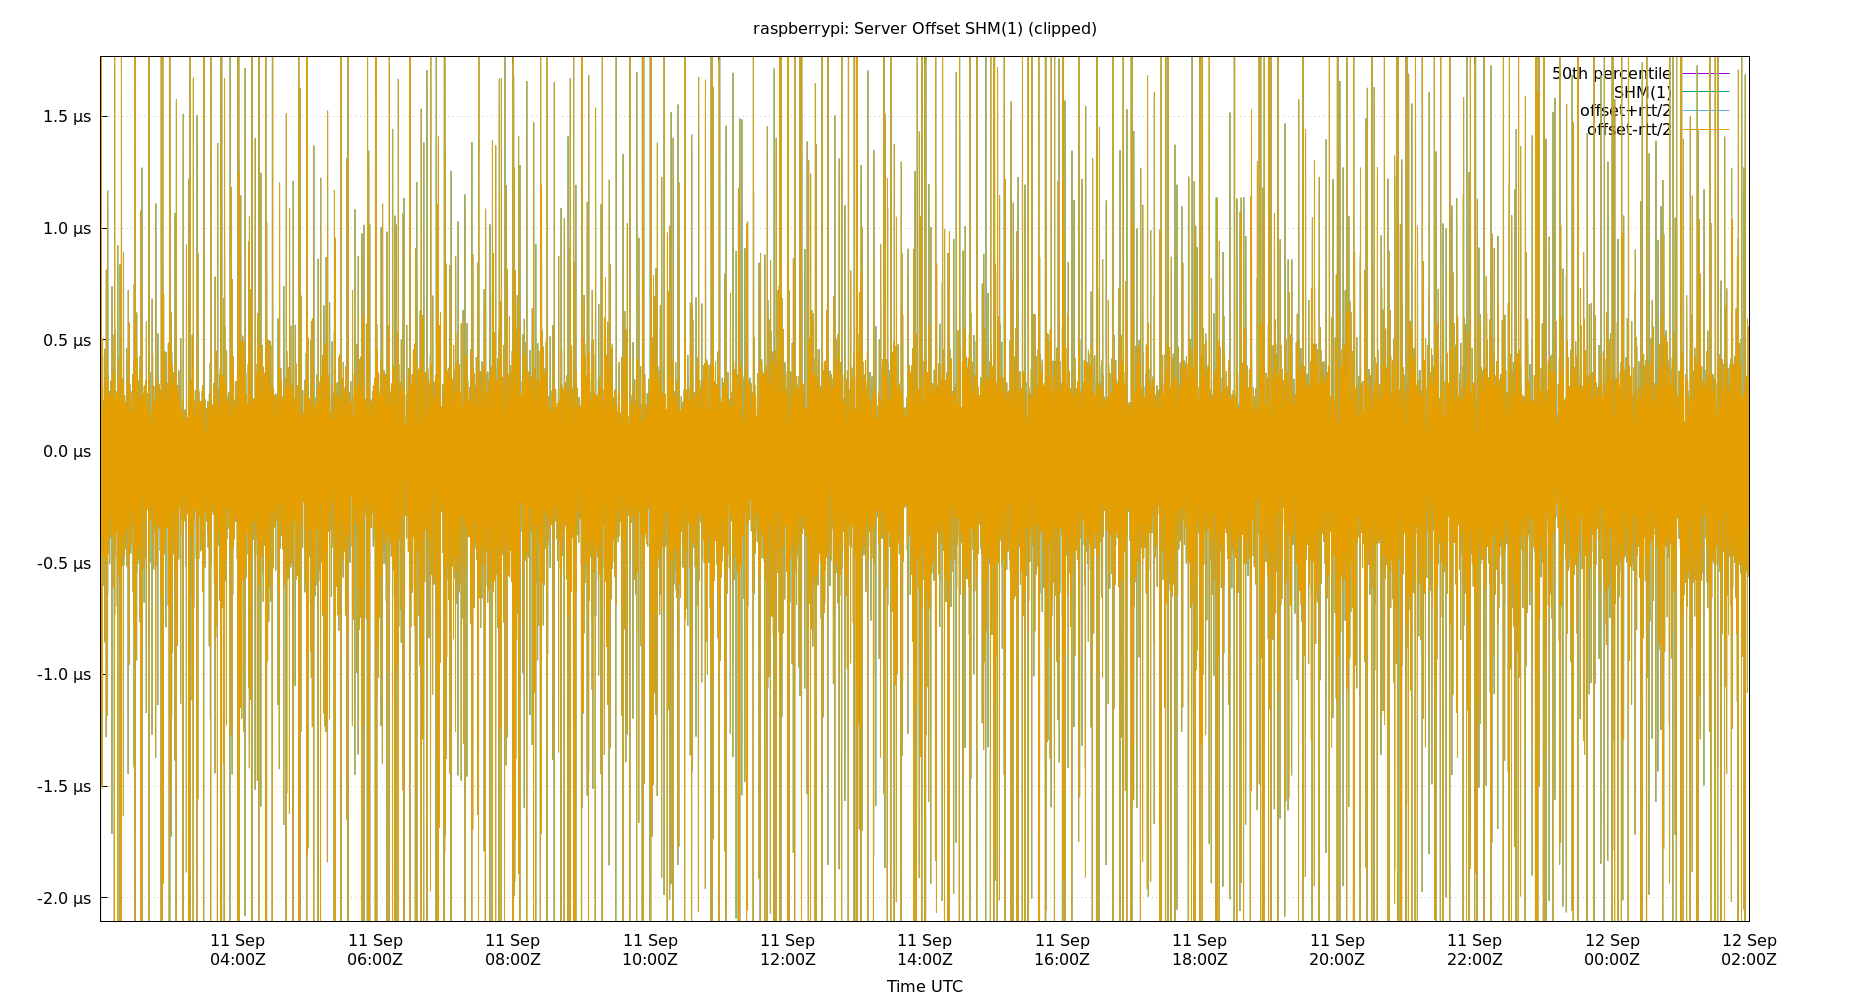 raspberrypi: Server Offset SHM(1) (clipped)
50th percentile
SHM(1)
offset+rtt/2
offset-rtt/2
1.5 µs
1.0 µs
0.5 µs
0.0 µs
-0.5 µs
-1.0 µs
-1.5 µs
-2.0 µs
11 Sep 11 Sep 11 Sep 11 Sep 11 Sep 11 Sep 11 Sep 11 Sep 11 Sep 11 Sep 12 Sep 12 Sep
04:00Z 06:00Z 08:00Z 10:00Z 12:00Z 14:00Z 16:00Z 18:00Z 20:00Z 22:00Z 00:00Z 02:00Z
Time UTC